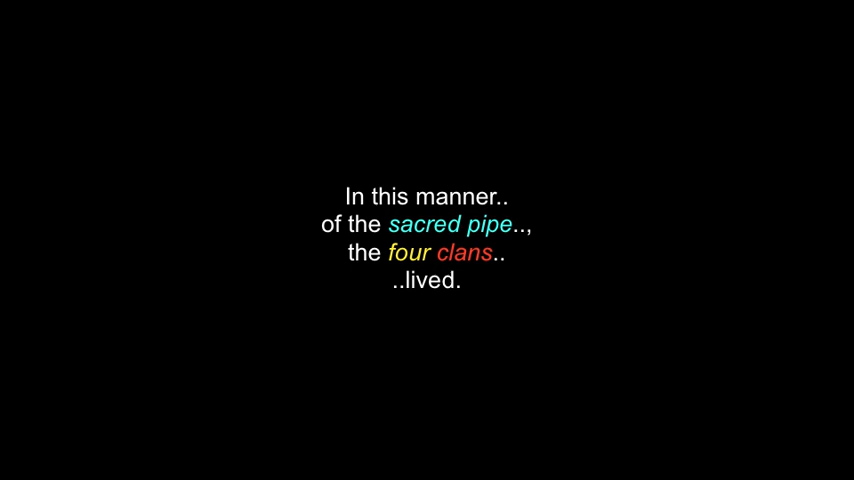 In this manner..
of the sacred pipe..,
the four clans..
..lived.